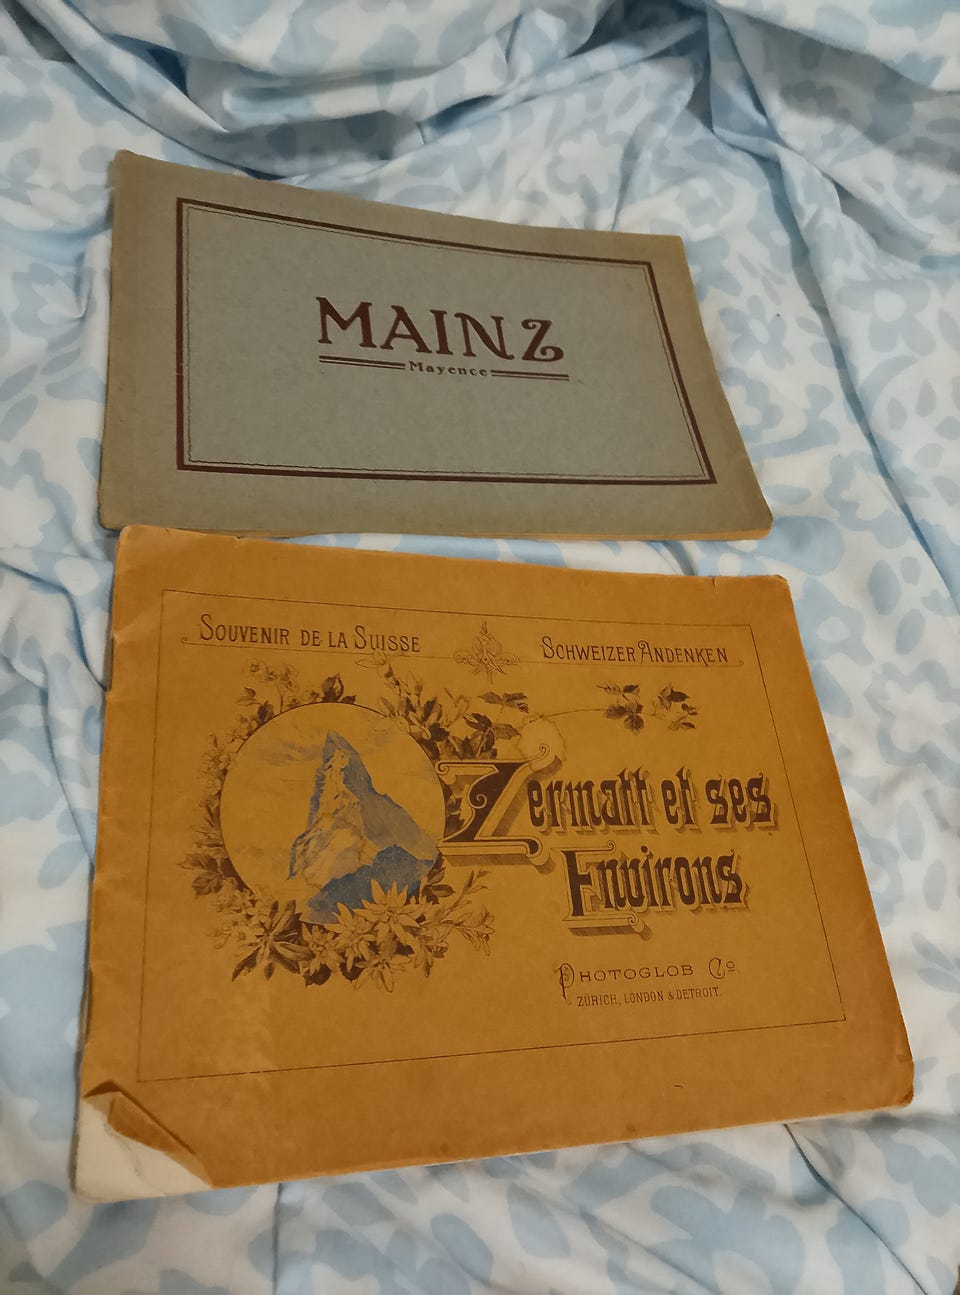 MAINZ
Mayence
SOUVENIR DE LA SUISSE
SCHWEIZER ANDENKEN
Zermatt et ses
Environs
PHOTOGLOB Co
ZÜRICH, LONDON & DETROIT.